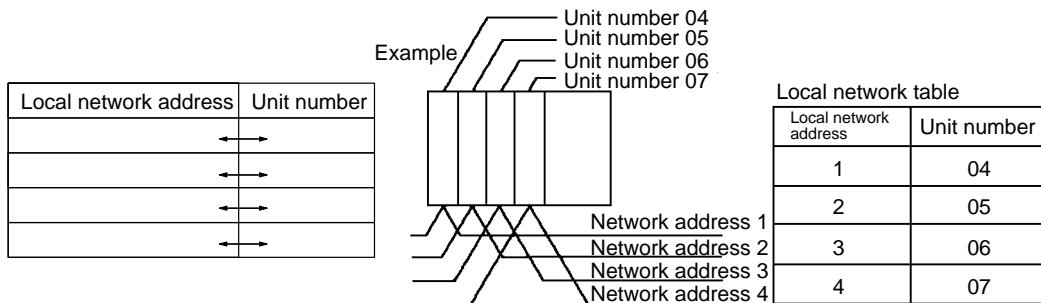 Local network address Unit number
Example
Unit number 04
Unit number 05
Unit number 06
Unit number 07
Network address 1
Network address 2
Network address 3
Network address 4
Local network table
Local network address Unit number
1 04
2 05
3 06
4 07